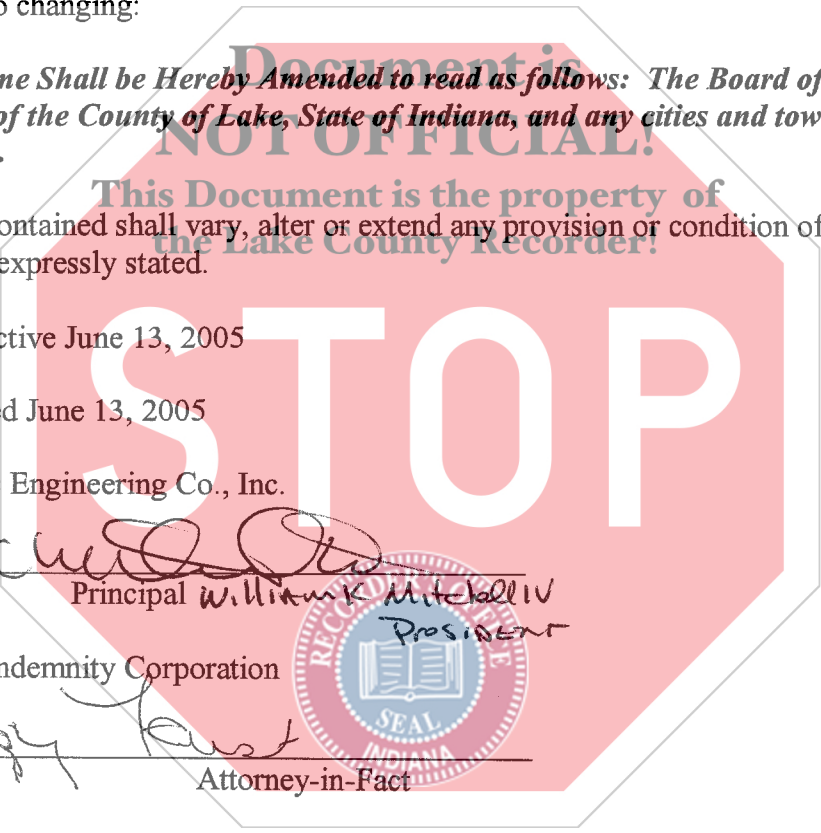 o changing:
Document is
me Shall be Hereby Amended to read as follows: The Board of
of the County of Lake, State of Indiana, and any cities and tow
NOT OFFICIAL!
This Document is the property of
ontained shall vary, alter or extend any provision or condition of
the Lake County Recorder!
expressly stated.
STOP
ctive June 13, 2005
ed June 13, 2005
Engineering Co., Inc.
Principal William K Mitchell IV
President
ndemnity Corporation
RECORDER'S OFFICE
SEAL
INDIANA
Attorney-in-Fact